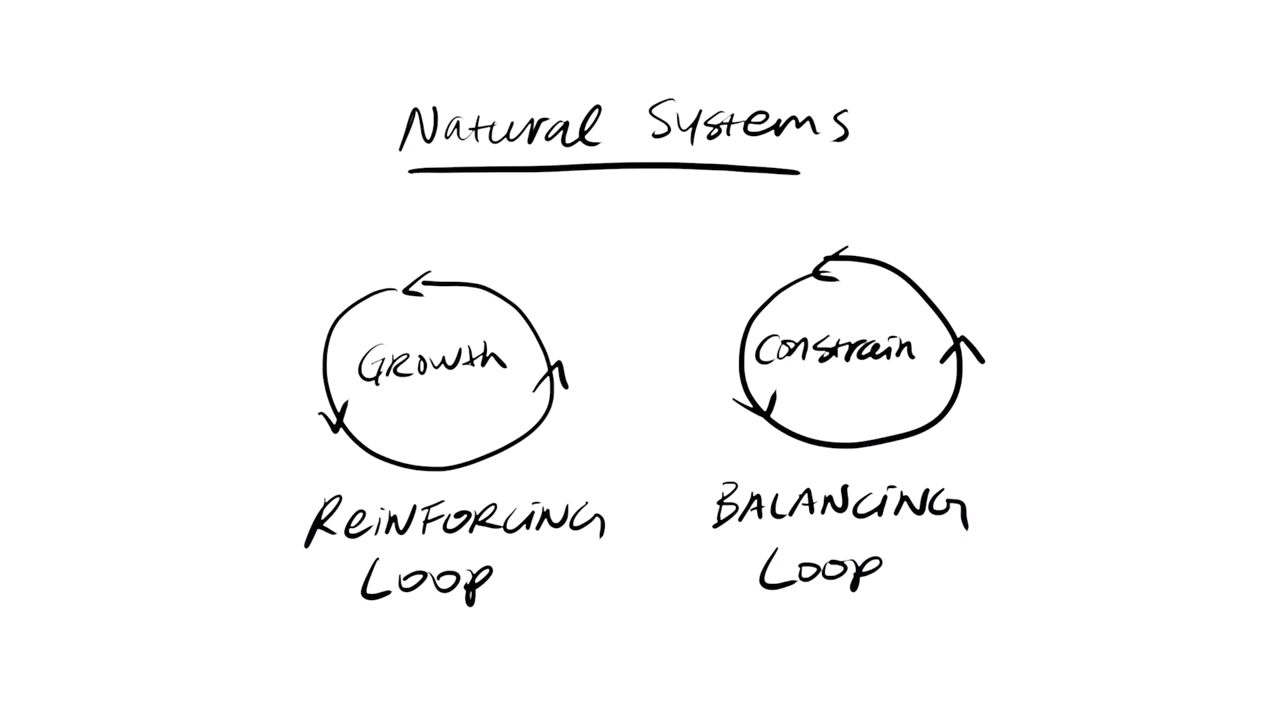 Natural Systems
Growth
Constrain
REINFORCING
LOOP
BALANCING
LOOP